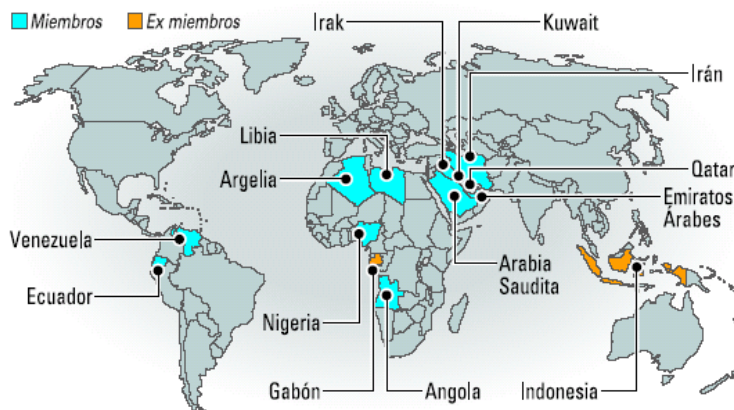 Miembros
Ex miembros
Irak
Kuwait
Irán
Libia
Argelia
Qatar
Emiratos
Árabes
Venezuela
Arabia
Saudita
Ecuador
Nigeria
Gabón
Angola
Indonesia